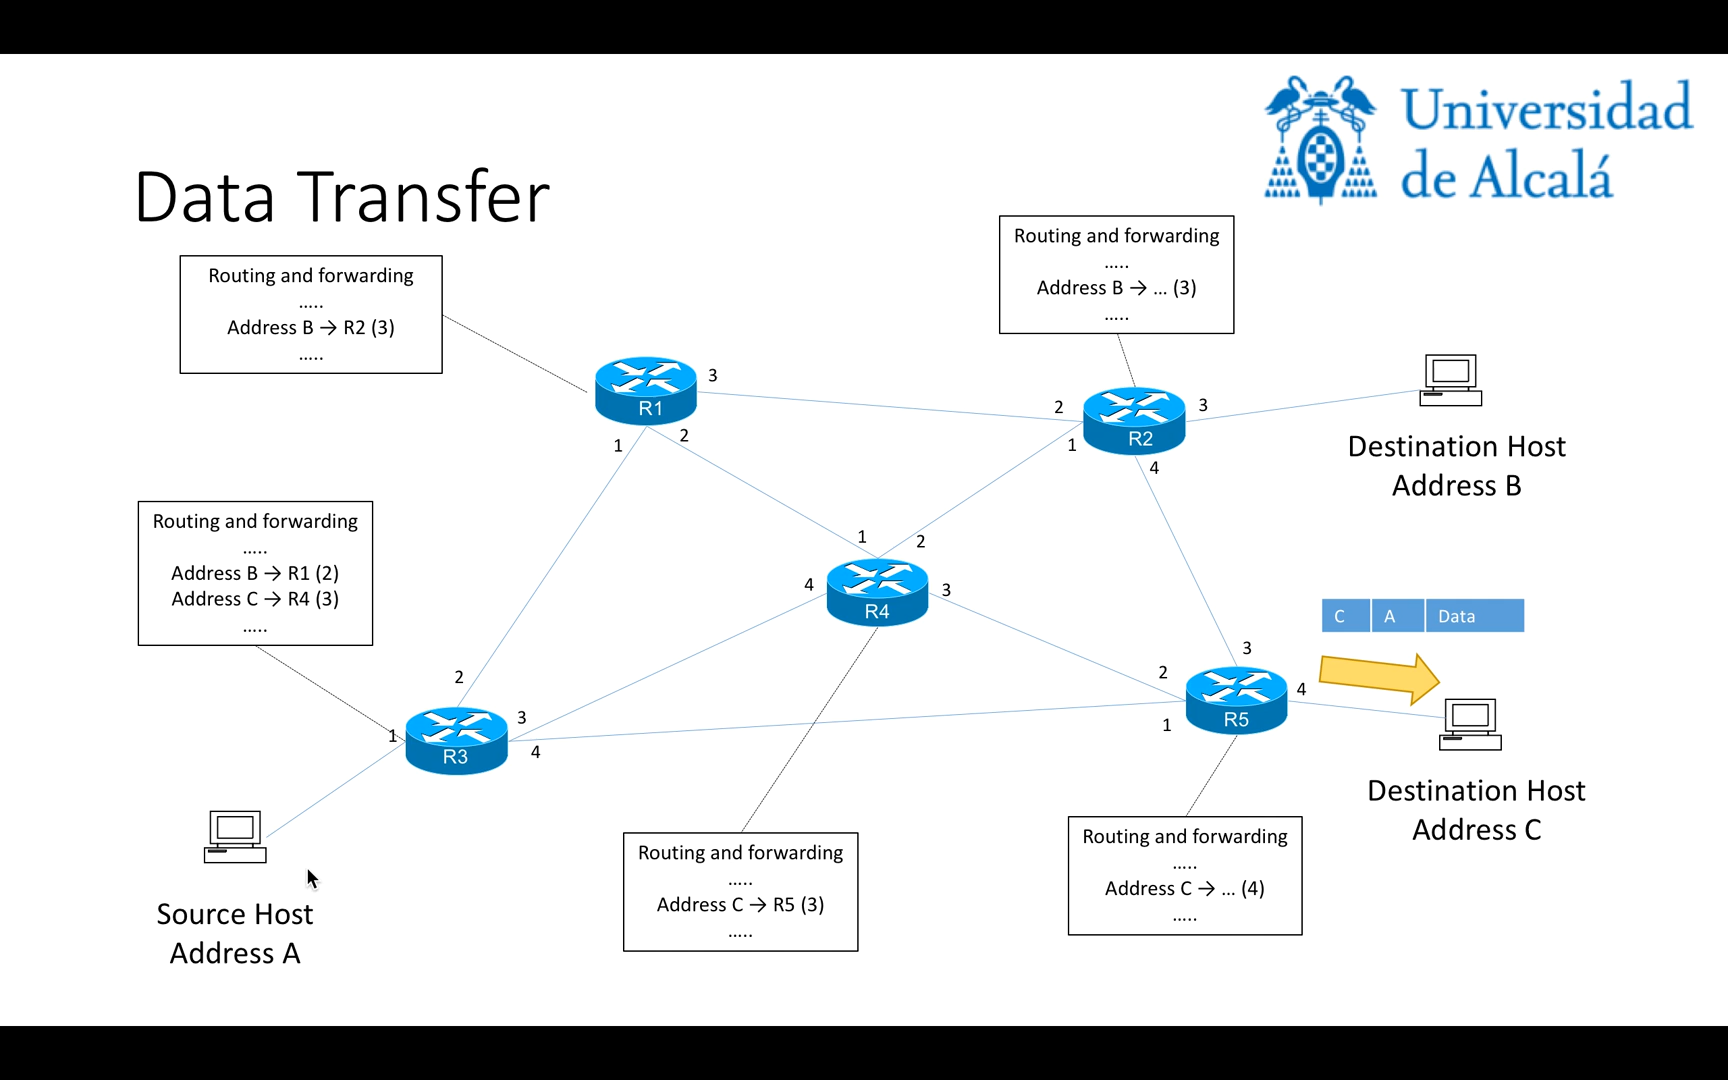 Universidad
de Alcalá
Data Transfer
Routing and forwarding
.....
Address B → R2 (3)
.....
Routing and forwarding
.....
Address B → ... (3)
.....
R1
1
2
3
R2
2
1
3
4
Destination Host
Address B
Routing and forwarding
.....
Address B → R1 (2)
Address C → R4 (3)
.....
1
2
4
3
R4
C A Data
2
3
1
4
R3
3
2
4
1
R5
Destination Host
Address C
Source Host
Address A
Routing and forwarding
.....
Address C → R5 (3)
.....
Routing and forwarding
.....
Address C → ... (4)
.....